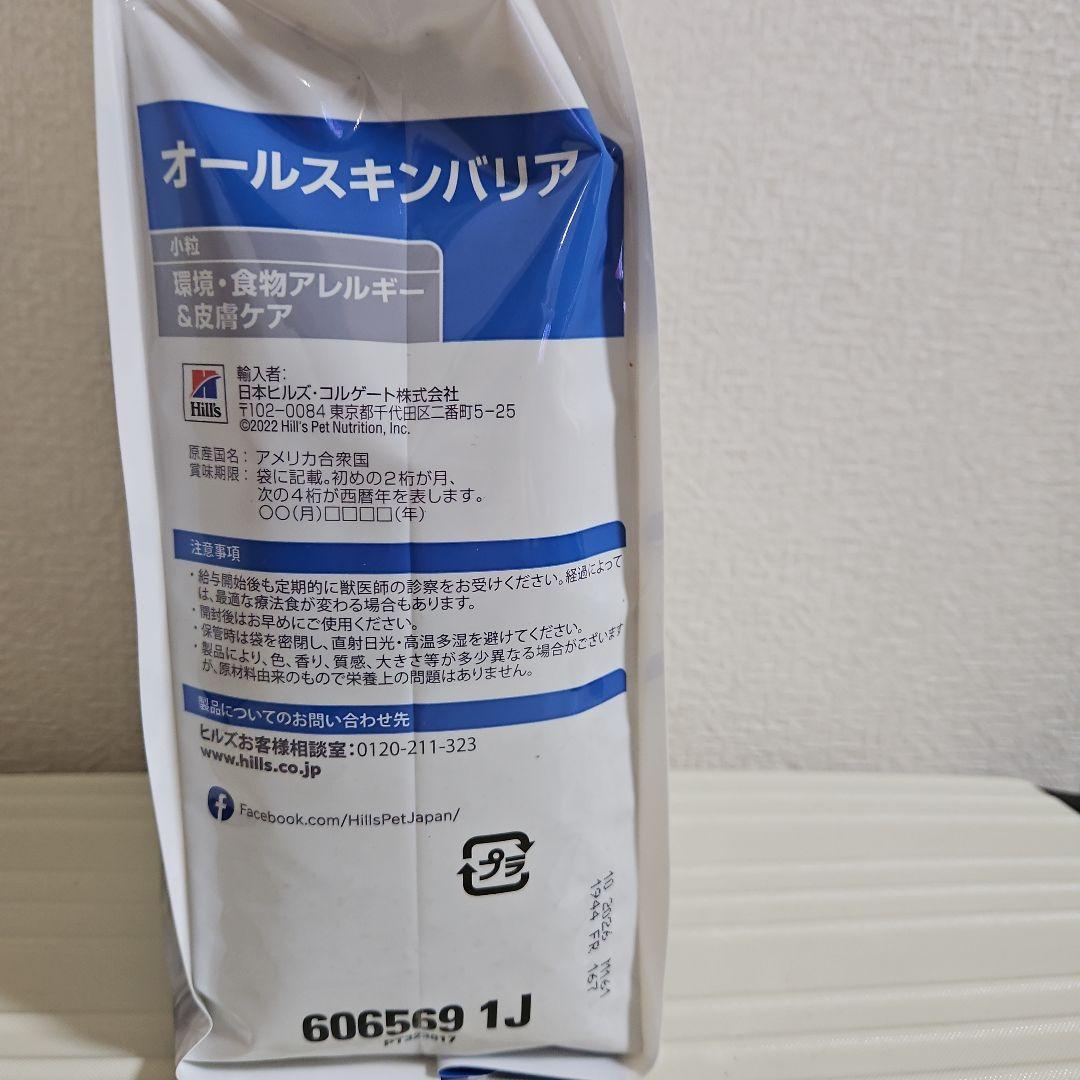 オールスキンバリア
小粒
環境・食物アレルギー
&皮膚ケア
Hill's
輸入者:
日本ヒルズ・コルゲート株式会社
〒102-0084 東京都千代田区二番町5-25
©2022 Hill's Pet Nutrition, Inc.
原産国名: アメリカ合衆国
賞味期限: 袋に記載。初めの2桁が月、
次の4桁が西暦年を表します。
○○(月)□□□□(年)
注意事項
・給与開始後も定期的に獣医師の診察をお受けください。経過によって
は、最適な療法食が変わる場合もあります。
・開封後はお早めにご使用ください。
・保管時は袋を密閉し、直射日光・高温多湿を避けてください。
・製品により、色、香り、質感、大きさ等が多少異なる場合がございます
が、原材料由来のもので栄養上の問題はありません。
製品についてのお問い合わせ先
ヒルズお客様相談室:0120-211-323
www.hills.co.jp
Facebook.com/HillsPetJapan/
プラ
10 2026
1944 FR 167
606569 1J